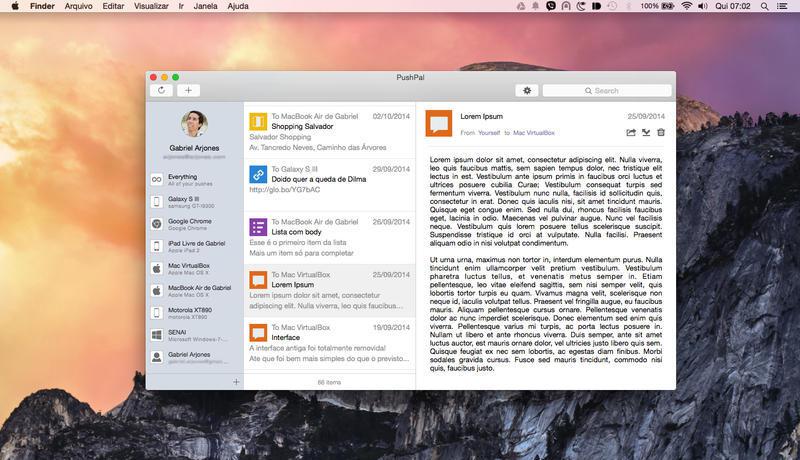 Finder Arquivo Editar Visualizar Ir Janela Ajuda 100% Qui 07:02
PushPal
Search
Gabriel Arjones
Everything
All of your pushes
Galaxy S III
samsung GT-I9300
Google Chrome
Google Chrome
iPad Livre de Gabriel
Apple iPad 2
Mac VirtualBox
Apple Mac OS X
MacBook Air de Gabriel
Apple Mac OS X
Motorola XT890
motorola XT890
SENAI
Microsoft Windows-7-...
Gabriel Arjones
To MacBook Air de Gabriel 02/10/2014
Shopping Salvador
Salvador Shopping
Av. Tancredo Neves, Caminho das Árvores
To Galaxy S III 29/09/2014
Doido quer a queda de Dilma
http://glo.bo/YG7bAC
To MacBook Air de Gabriel 26/09/2014
Lista com body
Esse é o primeiro item da lista
Mais um item só para completar
To Mac VirtualBox 25/09/2014
Lorem Ipsum
Lorem ipsum dolor sit amet, consectetur
adipiscing elit. Nulla viverra, leo quis faucibus...
To Mac VirtualBox 19/09/2014
Interface
A interface antiga foi totalmente removida!
Ate que foi bem mais simples do que o previsto...
66 items
Lorem Ipsum 25/09/2014
From Yourself to Mac VirtualBox
Lorem ipsum dolor sit amet, consectetur adipiscing elit. Nulla viverra,
leo quis faucibus mattis, sem sapien tempus dolor, nec tristique elit
lectus in est. Vestibulum ante ipsum primis in faucibus orci luctus et
ultrices posuere cubilia Curae; Vestibulum consequat turpis sed
fermentum viverra. Vestibulum nunc nulla, facilisis id sollicitudin quis,
consectetur in erat. Donec quis iaculis nisi, sit amet tincidunt mauris.
Quisque eget congue enim. Sed nulla dui, rhoncus facilisis faucibus
eget, lacinia in odio. Maecenas vel pulvinar augue. Nunc vel facilisis
neque. Vestibulum quis lorem posuere tellus scelerisque suscipit.
Suspendisse tristique id orci at vulputate. Nulla facilisi. Praesent
aliquam odio in nisi volutpat condimentum.
Ut urna urna, maximus non tortor in, interdum elementum purus. Nulla
tincidunt enim ullamcorper velit pretium vestibulum. Vestibulum
pharetra luctus tellus, et venenatis metus semper in. Etiam
pellentesque, leo vitae eleifend sagittis, sem nisi semper velit, quis
lobortis tortor turpis eu quam. Vivamus magna velit, scelerisque non
neque id, iaculis volutpat tellus. Praesent vel fringilla augue, eu faucibus
mauris. Aliquam pellentesque cursus ornare. Pellentesque venenatis
dolor ac nunc imperdiet scelerisque. Donec elementum sed enim quis
viverra. Pellentesque varius mi turpis, ac porta lectus posuere in.
Nullam ut libero et ante rhoncus viverra. Duis semper, ante sit amet
luctus auctor, est mauris ornare dolor, vel ultricies justo libero quis sem.
Quisque feugiat ex nec sem lobortis, ac egestas diam finibus. Morbi
sodales gravida cursus. Fusce sed mauris tincidunt, commodo nisi
quis, faucibus justo.